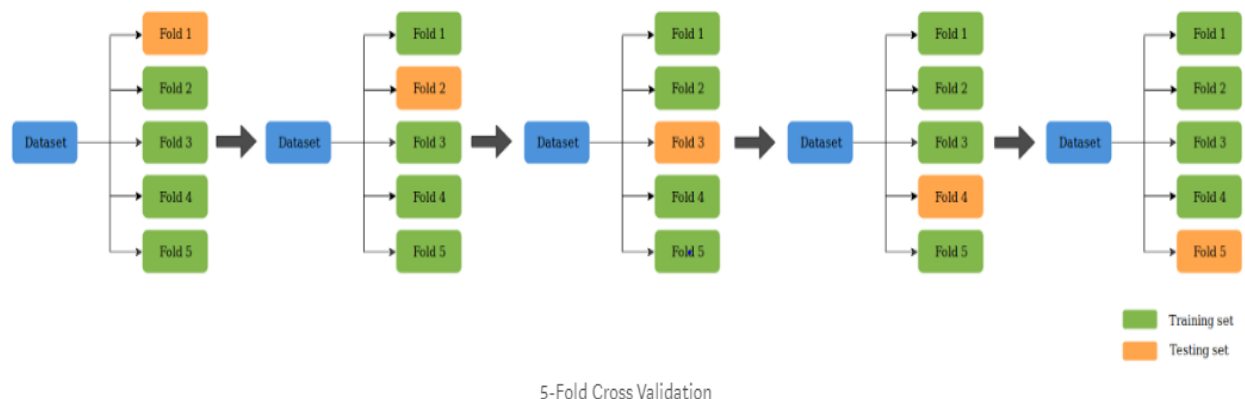 Dataset
Fold 1
Fold 2
Fold 3
Fold 4
Fold 5
Dataset
Fold 1
Fold 2
Fold 3
Fold 4
Fold 5
Dataset
Fold 1
Fold 2
Fold 3
Fold 4
Fold 5
Dataset
Fold 1
Fold 2
Fold 3
Fold 4
Fold 5
Dataset
Fold 1
Fold 2
Fold 3
Fold 4
Fold 5
Training set
Testing set
5-Fold Cross Validation